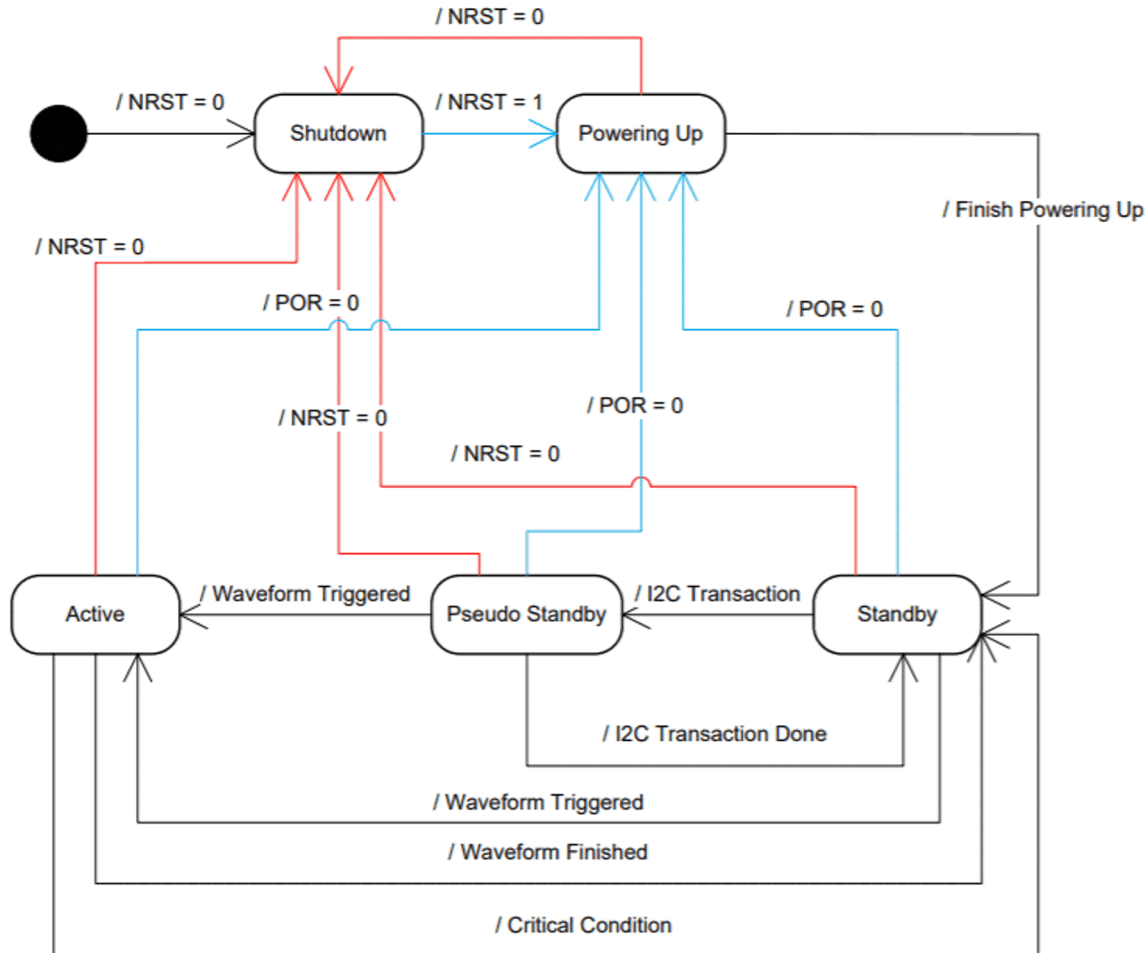 / NRST = 0
/ NRST = 0
/ NRST = 1
Shutdown
Powering Up
/ Finish Powering Up
/ NRST = 0
/ POR = 0
/ POR = 0
/ NRST = 0
/ POR = 0
/ NRST = 0
/ Waveform Triggered
/ I2C Transaction
Active
Pseudo Standby
Standby
/ I2C Transaction Done
/ Waveform Triggered
/ Waveform Finished
/ Critical Condition